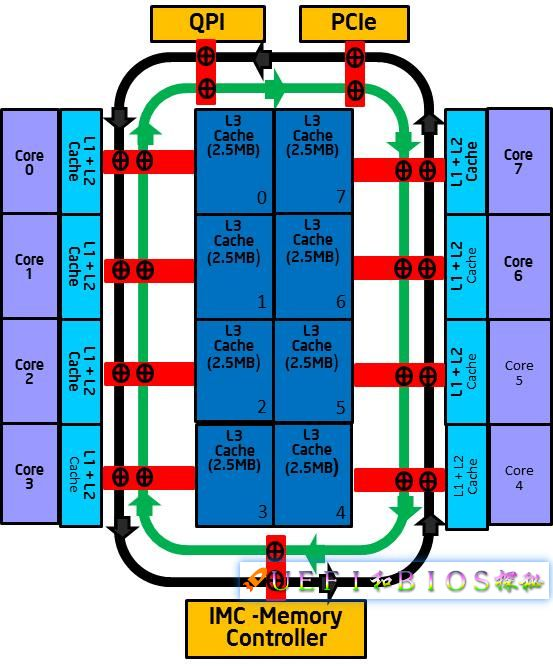 QPI
PCIe
Core
0
L1 + L2
Cache
L3
Cache
(2.5MB)
0
L3
Cache
(2.5MB)
7
L1 + L2
Cache
Core
7
Core
1
L1 + L2
Cache
L3
Cache
(2.5MB)
1
L3
Cache
(2.5MB)
6
L1 + L2
Cache
Core
6
Core
2
L1 + L2
Cache
L3
Cache
(2.5MB)
2
L3
Cache
(2.5MB)
5
L1 + L2
Cache
Core
5
Core
3
L1 + L2
Cache
L3
Cache
(2.5MB)
3
L3
Cache
(2.5MB)
4
L1 + L2
Cache
Core
4
UEFI和BIOS探秘
IMC -Memory
Controller